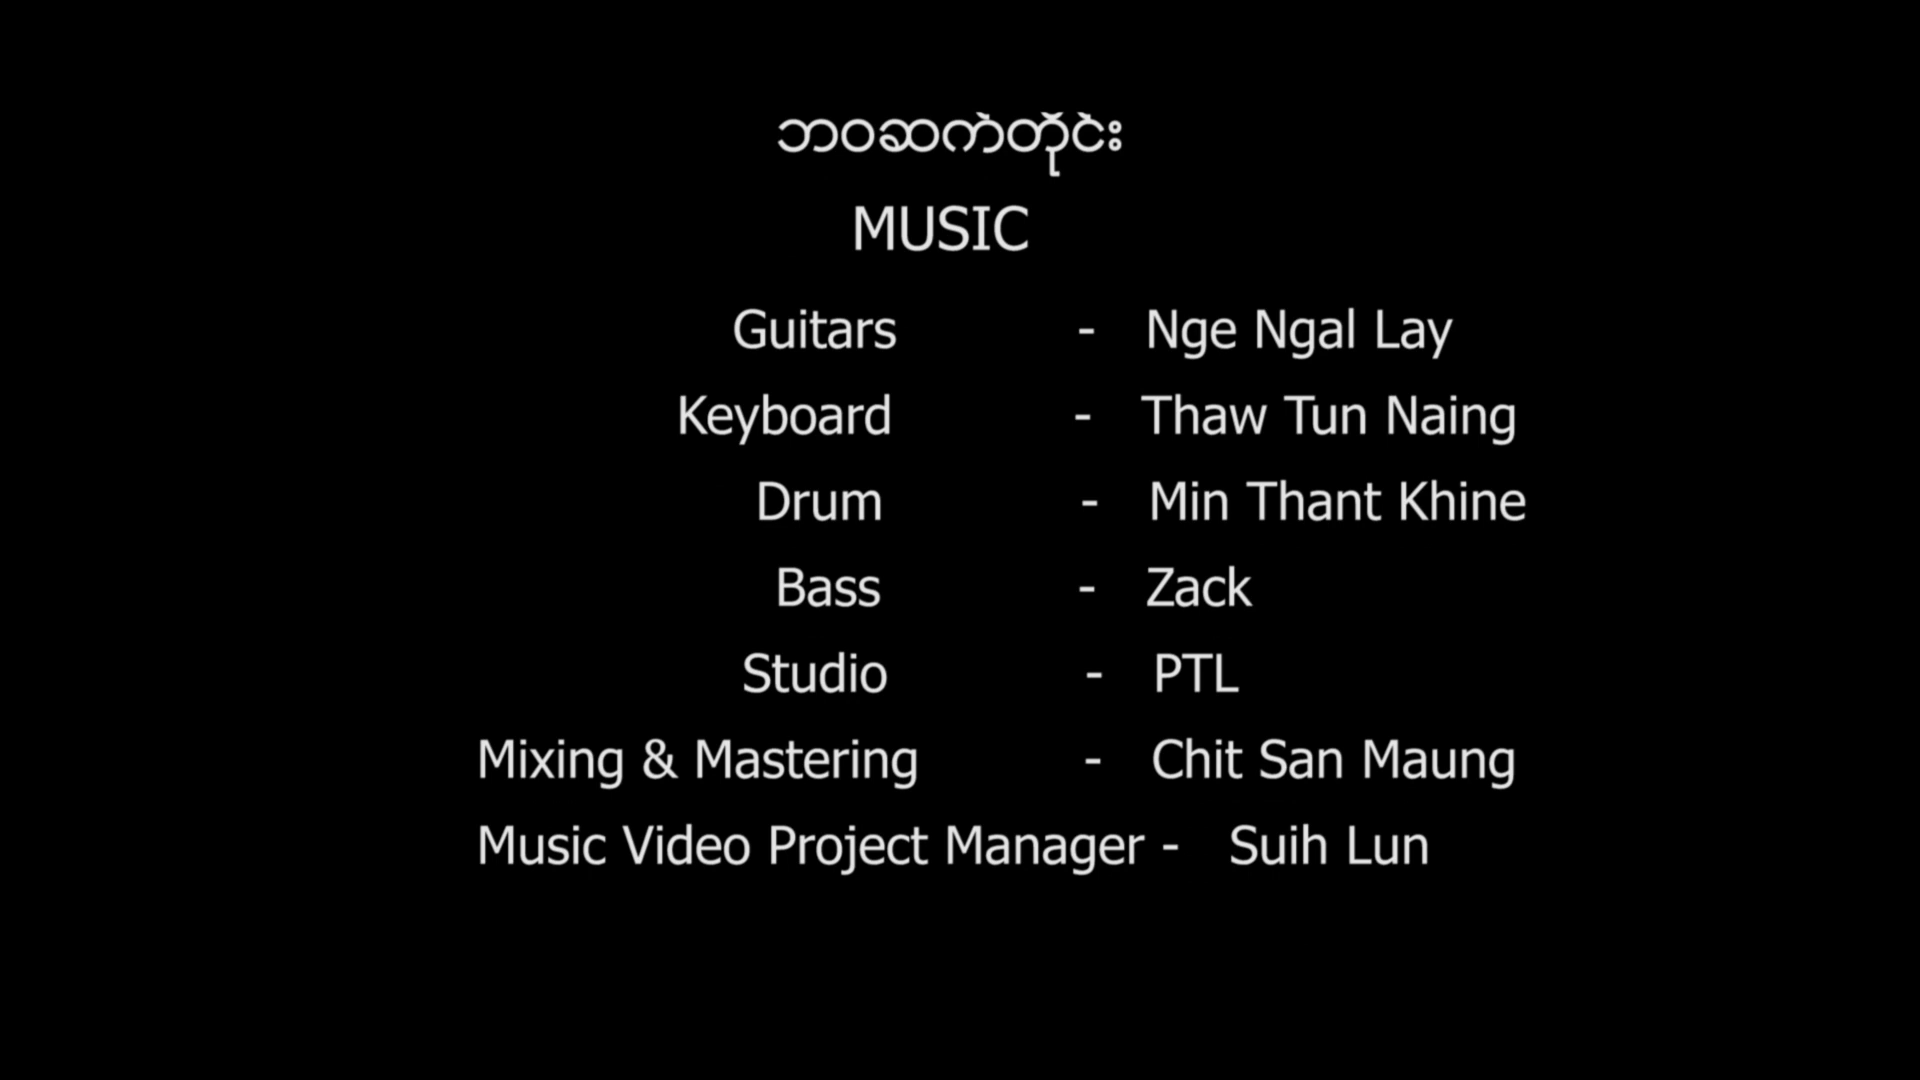 ဘဝဆက်တိုင်း
MUSIC
Guitars - Nge Ngal Lay
Keyboard - Thaw Tun Naing
Drum - Min Thant Khine
Bass - Zack
Studio - PTL
Mixing & Mastering - Chit San Maung
Music Video Project Manager - Suih Lun